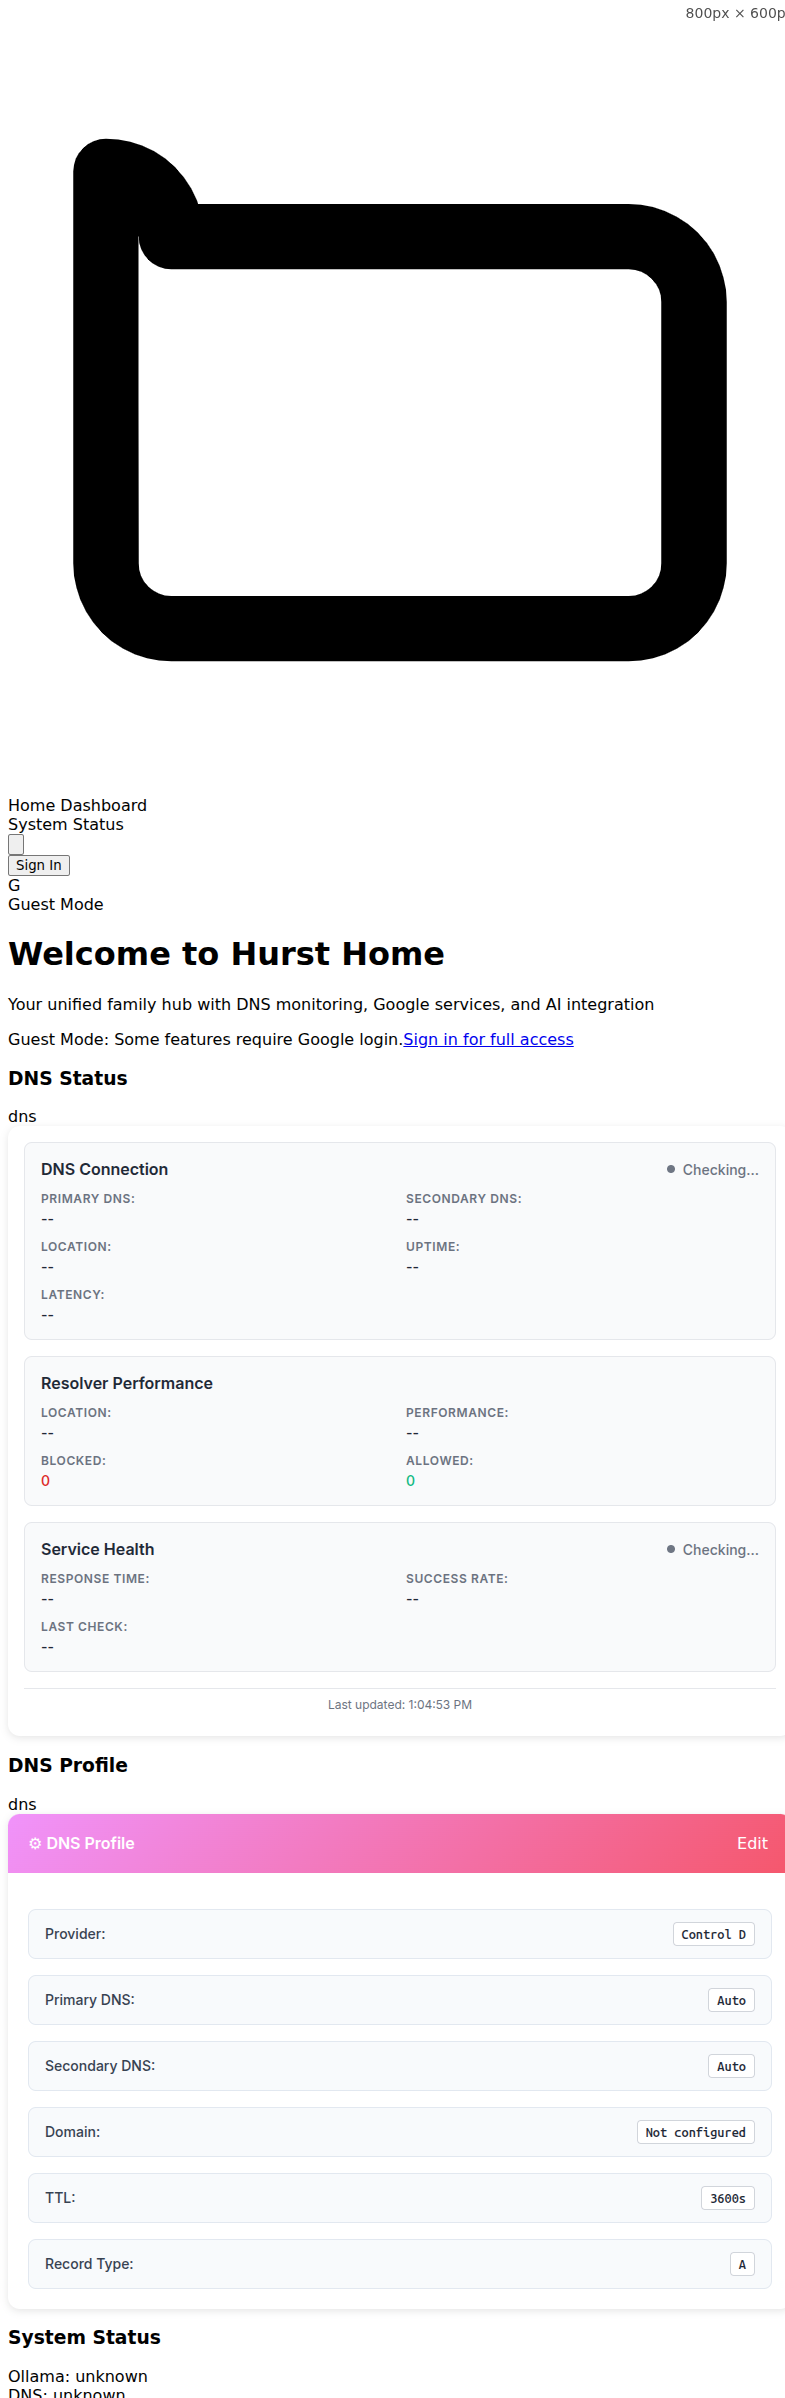 800px × 600p
Home Dashboard
System Status
Sign In
G
Guest Mode
Welcome to Hurst Home
Your unified family hub with DNS monitoring, Google services, and AI integration
Guest Mode: Some features require Google login.Sign in for full access
DNS Status
dns
DNS Connection
Checking...
PRIMARY DNS:
SECONDARY DNS:
--
--
LOCATION:
UPTIME:
--
--
LATENCY:
--
Resolver Performance
LOCATION:
PERFORMANCE:
--
--
BLOCKED:
ALLOWED:
0
0
Service Health
Checking...
RESPONSE TIME:
SUCCESS RATE:
--
--
LAST CHECK:
--
Last updated: 1:04:53 PM
DNS Profile
dns
⚙ DNS Profile
Edit
Provider:
Control D
Primary DNS:
Auto
Secondary DNS:
Auto
Domain:
Not configured
TTL:
3600s
Record Type:
A
System Status
Ollama: unknown
DNS: unknown